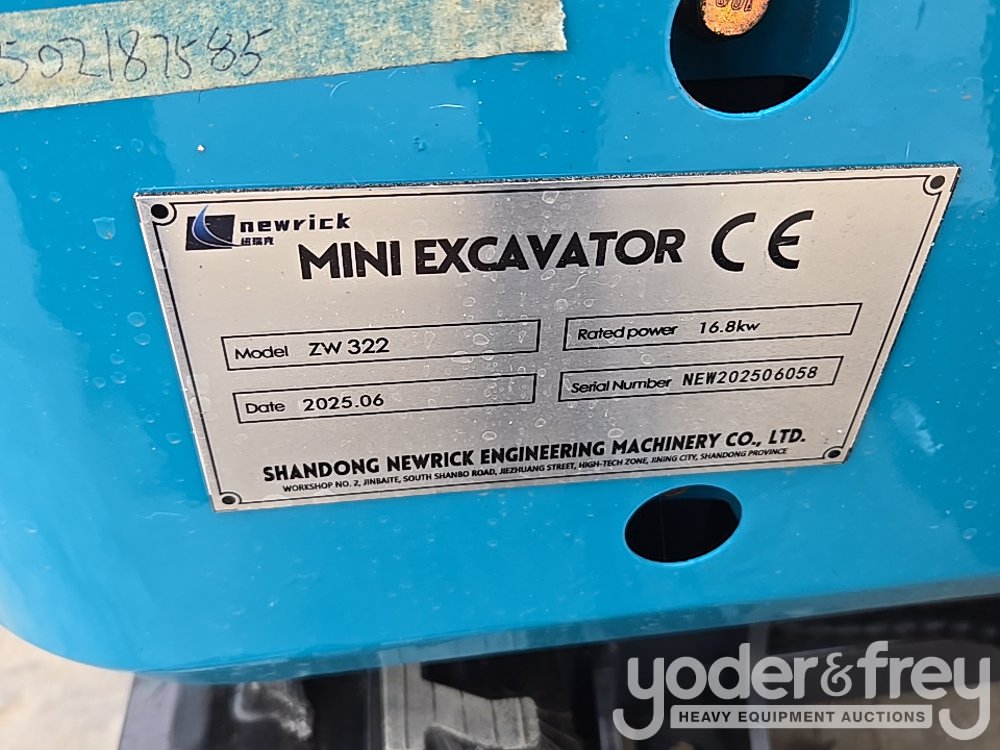 502187585
newrick
纽瑞克
MINI EXCAVATOR CE
Model ZW 322
Rated power 16.8kw
Date 2025.06
Serial Number NEW202506058
SHANDONG NEWRICK ENGINEERING MACHINERY CO., LTD.
WORKSHOP NO. 2, JINBAITE, SOUTH SHANBO ROAD, JIEZHUANG STREET, HIGH-TECH ZONE, JINING CITY, SHANDONG PROVINCE
yoder&frey
HEAVY EQUIPMENT AUCTIONS